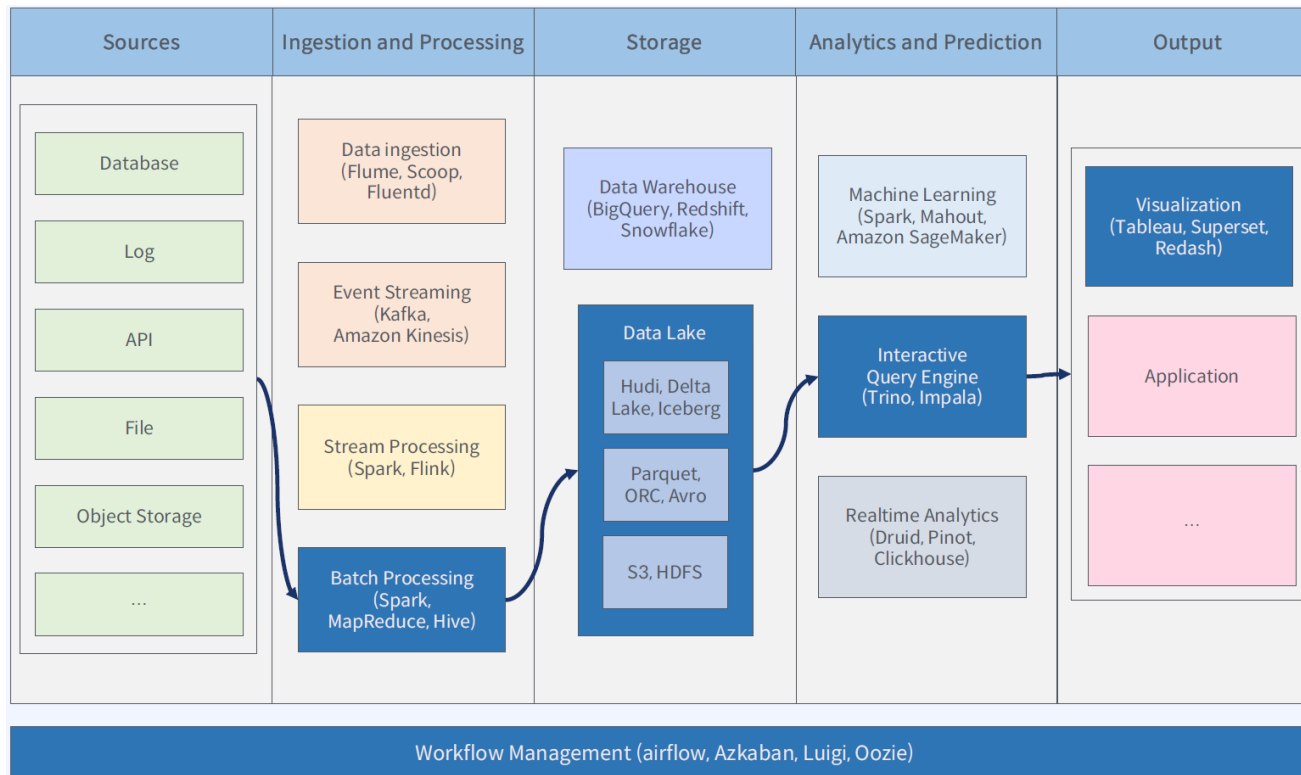 Sources
Ingestion and Processing
Storage
Analytics and Prediction
Output
Database
Log
API
File
Object Storage
...
Data ingestion
(Flume, Scoop,
Fluentd)
Event Streaming
(Kafka,
Amazon Kinesis)
Stream Processing
(Spark, Flink)
Batch Processing
(Spark,
MapReduce, Hive)
Data Warehouse
(BigQuery, Redshift,
Snowflake)
Data Lake
Hudi, Delta
Lake, Iceberg
Parquet,
ORC, Avro
S3, HDFS
Machine Learning
(Spark, Mahout,
Amazon SageMaker)
Interactive
Query Engine
(Trino, Impala)
Realtime Analytics
(Druid, Pinot,
Clickhouse)
Visualization
(Tableau, Superset,
Redash)
Application
...
Workflow Management (airflow, Azkaban, Luigi, Oozie)